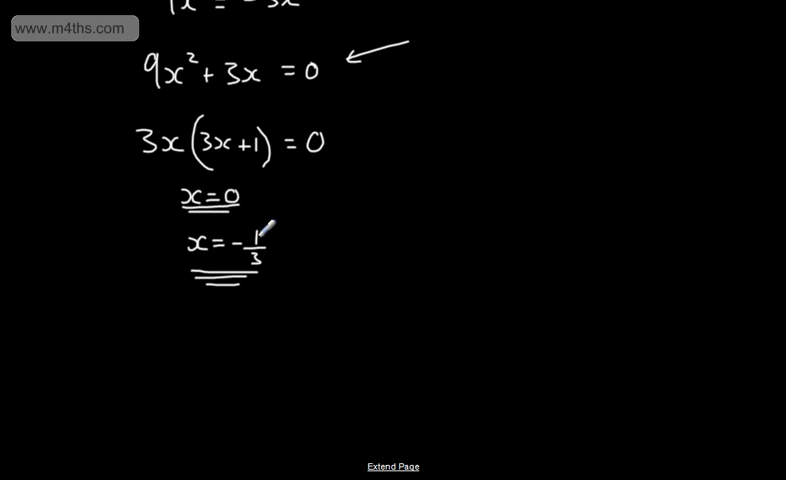 www.m4ths.com
9x² + 3x = 0
3x(3x+1) = 0
x = 0
x = -1/3
Extend Page